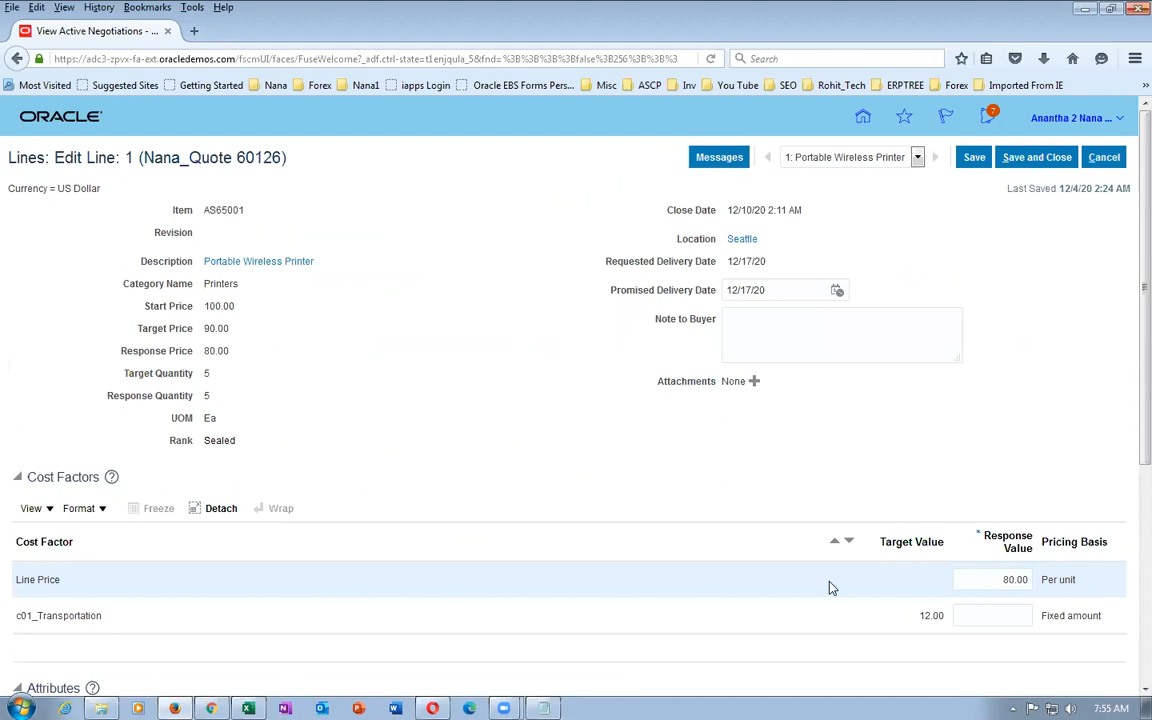 File Edit View History Bookmarks Tools Help
View Active Negotiations - ... × +
https://adc3-zpvx-fa-ext.oracledemos.com/fscmUI/faces/FuseWelcome?_adf.ctrl-state=t1enjqula_5&fnd=%3B%3B%3B%3Bfalse%3B256%3B%3B%3 Search
Most Visited Suggested Sites Getting Started Nana Forex Nana1 iapps Login Oracle EBS Forms Pers... Misc ASCP Inv You Tube SEO Rohit_Tech ERPTREE Forex Imported From IE »
ORACLE 7 Anantha 2 Nana ...
Lines: Edit Line: 1 (Nana_Quote 60126) Messages 1: Portable Wireless Printer Save Save and Close Cancel
Currency = US Dollar Last Saved 12/4/20 2:24 AM
Item AS65001 Close Date 12/10/20 2:11 AM
Revision Location Seattle
Description Portable Wireless Printer Requested Delivery Date 12/17/20
Category Name Printers Promised Delivery Date 12/17/20
Start Price 100.00 Note to Buyer
Target Price 90.00
Response Price 80.00
Target Quantity 5 Attachments None
Response Quantity 5
UOM Ea
Rank Sealed
Cost Factors ?
View Format Freeze Detach Wrap
Cost Factor Target Value * Response Value Pricing Basis
Line Price 80.00 Per unit
c01_Transportation 12.00 Fixed amount
Attributes ?
7:55 AM